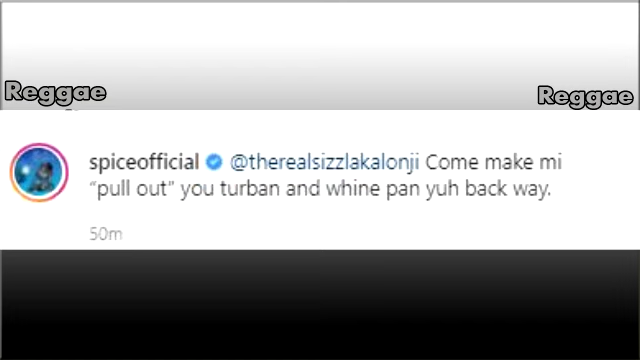 Reggae
Reggae
spiceofficial @therealsizzlakalonji Come make mi
“pull out” you turban and whine pan yuh back way.
50m